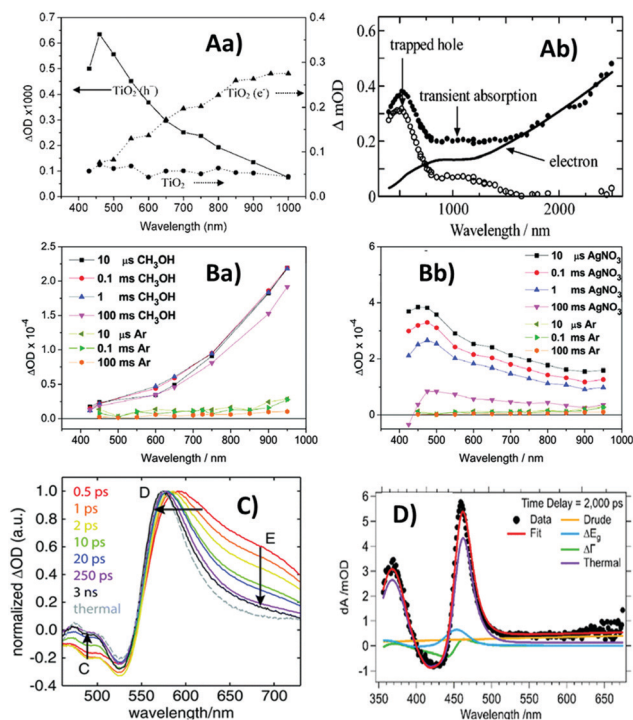 Aa)
0.7
0.6
0.5
0.4
0.3
0.2
0.1
0.0
ΔOD x1000
0.4
0.3
0.2
0.1
0.0
ΔOD x1000
TiO₂ (h⁻)
TiO₂ (e⁻)
TiO₂
400 500 600 700 800 900 1000
Wavelength (nm)
Ab)
0.6
0.4
0.2
0
Δ mOD
trapped hole
transient absorption
electron
1000 2000
Wavelength / nm
Ba)
2.5
2.0
1.5
1.0
0.5
0.0
ΔOD x 10⁻⁴
10 μs CH₃OH
0.1 ms CH₃OH
1 ms CH₃OH
100 ms CH₃OH
10 μs Ar
0.1 ms Ar
100 ms Ar
400 500 600 700 800 900 1000
Wavelength / nm
Bb)
6
4
2
0
ΔOD x 10⁻⁴
10 μs AgNO₃
0.1 ms AgNO₃
1 ms AgNO₃
100 ms AgNO₃
10 μs Ar
0.1 ms Ar
100 ms Ar
300 400 500 600 700 800 900 1000
Wavelength / nm
C)
1.0
0.8
0.6
0.4
0.2
0.0
-0.2
-0.4
normalized ΔOD (a.u.)
0.5 ps
1 ps
2 ps
10 ps
20 ps
250 ps
3 ns
thermal
D
E
C
500 550 600 650 700
wavelength/nm
D)
6
5
4
3
2
1
0
-1
dA /mOD
Time Delay = 2,000 ps
Data
Fit
Drude
ΔE_g
ΔΓ
Thermal
350 400 450 500 550 600 650
Wavelength /nm